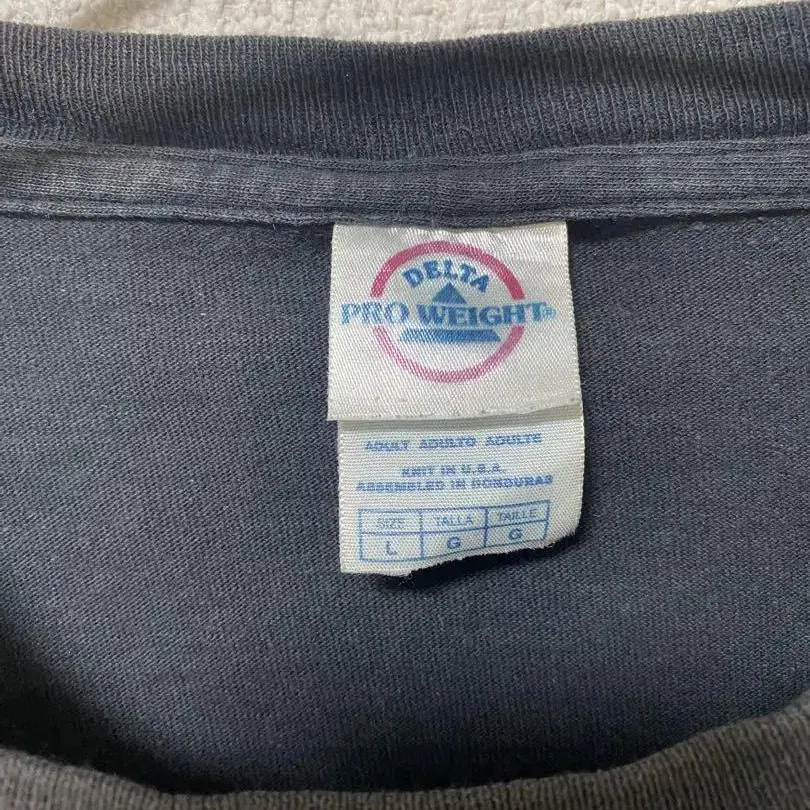 DELTA
PRO WEIGHT®
ADULT ADULTO ADULTE
KNIT IN U.S.A.
ASSEMBLED IN HONDURAS
SIZE TALLA TAILLE
L G G